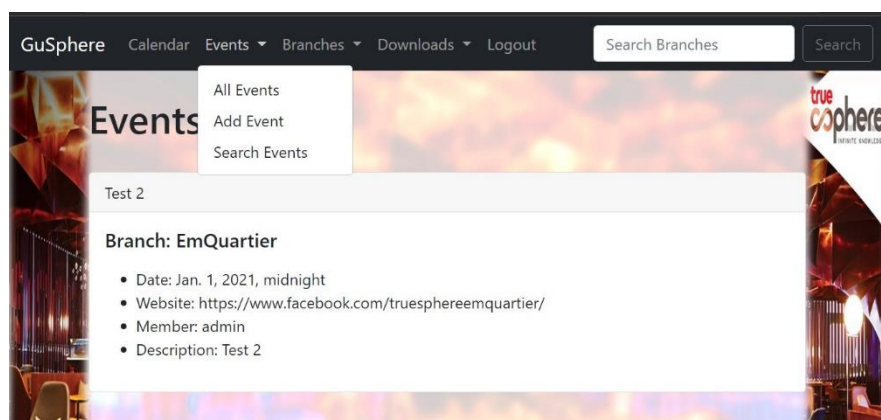 GuSphere Calendar Events Branches Downloads Logout Search Branches Search
All Events
Add Event
Search Events
Events
true
sphere
INFINITE KNOWLEDGE
Test 2
Branch: EmQuartier
Date: Jan. 1, 2021, midnight
Website: https://www.facebook.com/truesphereemquartier/
Member: admin
Description: Test 2